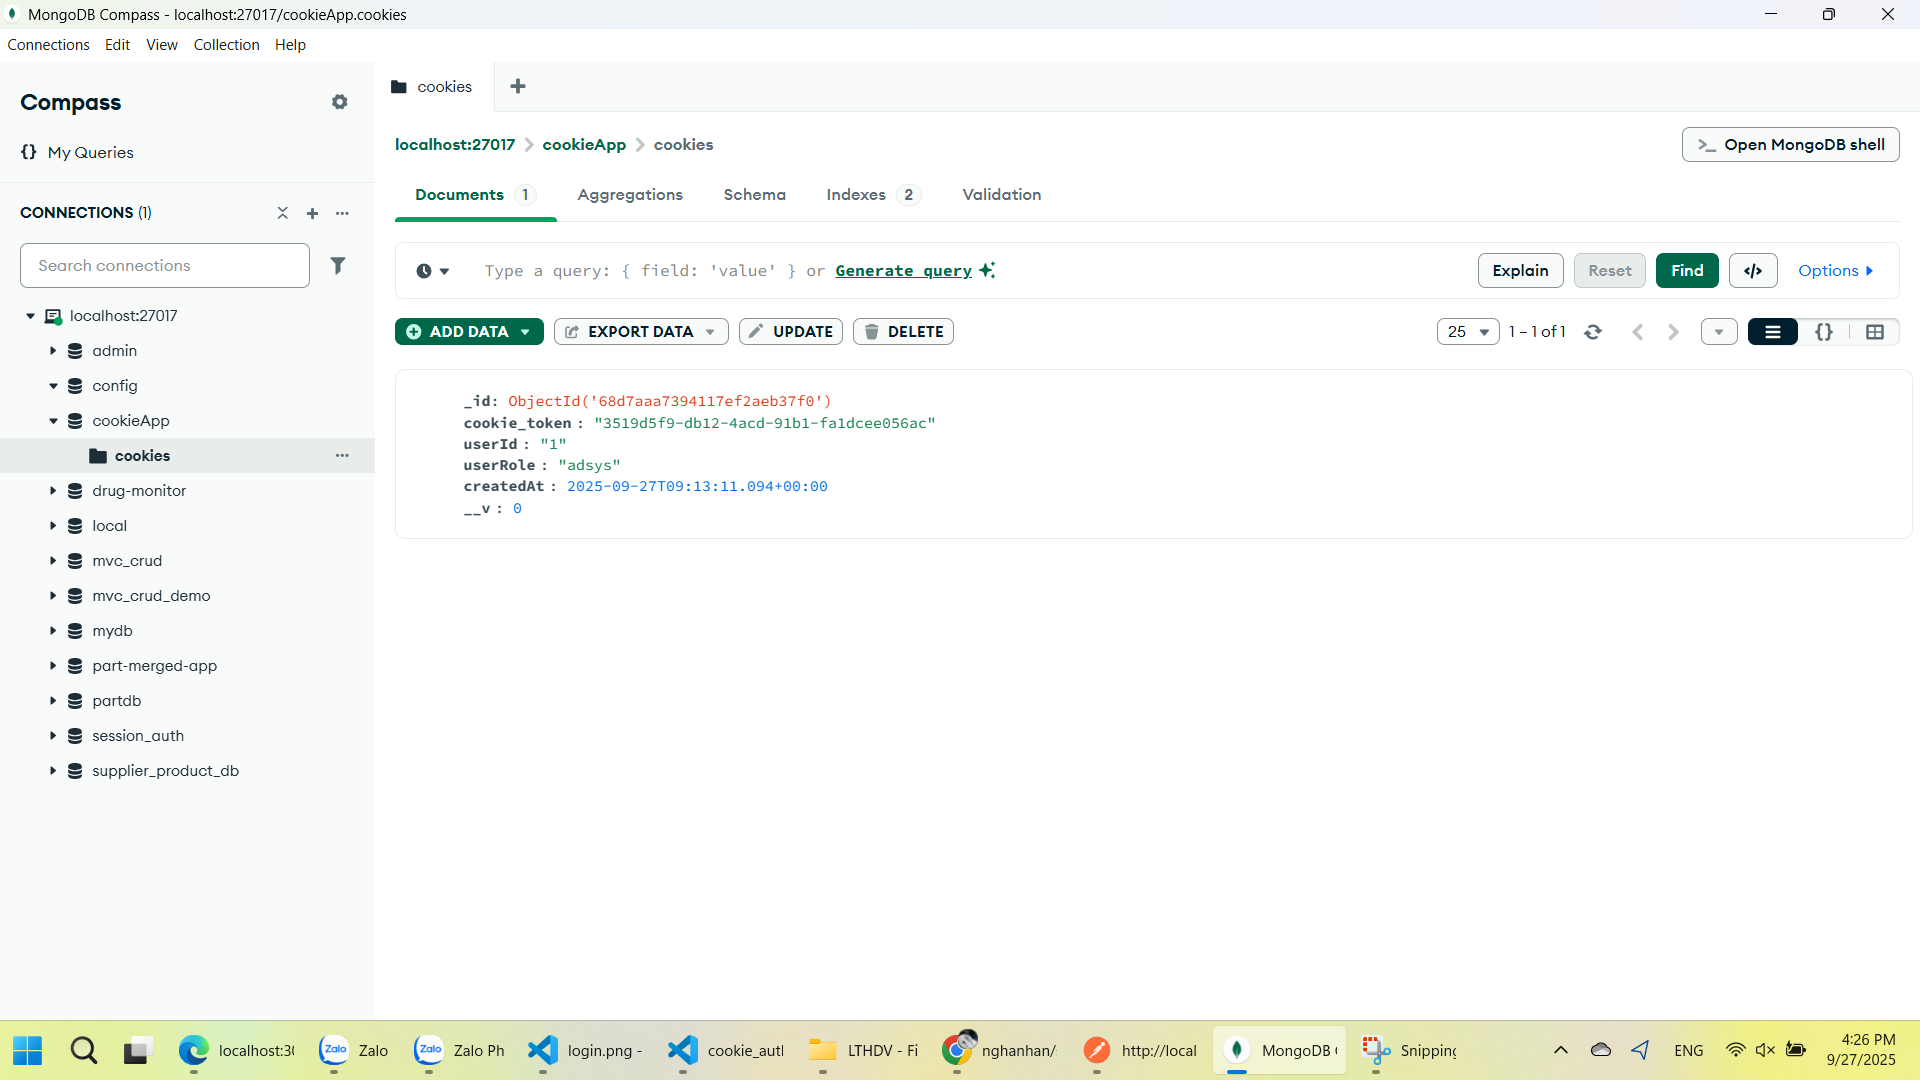 MongoDB Compass - localhost:27017/cookieApp.cookies
Connections Edit View Collection Help
Compass
My Queries
CONNECTIONS (1)
Search connections
localhost:27017
admin
config
cookieApp
cookies
drug-monitor
local
mvc_crud
mvc_crud_demo
mydb
part-merged-app
partdb
session_auth
supplier_product_db
cookies
localhost:27017 cookieApp cookies
Open MongoDB shell
Documents 1 Aggregations Schema Indexes 2 Validation
Type a query: { field: 'value' } or Generate query
Explain Reset Find </> Options
ADD DATA EXPORT DATA UPDATE DELETE
25 1 – 1 of 1 {}
_id: ObjectId('68d7aaa7394117ef2aeb37f0')
cookie_token : "3519d5f9-db12-4acd-91b1-fa1dcee056ac"
userId : "1"
userRole : "adsys"
createdAt : 2025-09-27T09:13:11.094+00:00
__v : 0
localhost:30 Zalo Zalo Ph login.png - cookie_auth LTHDV - Fi nghanhan/ http://local MongoDB Snipping ENG
4:26 PM
9/27/2025